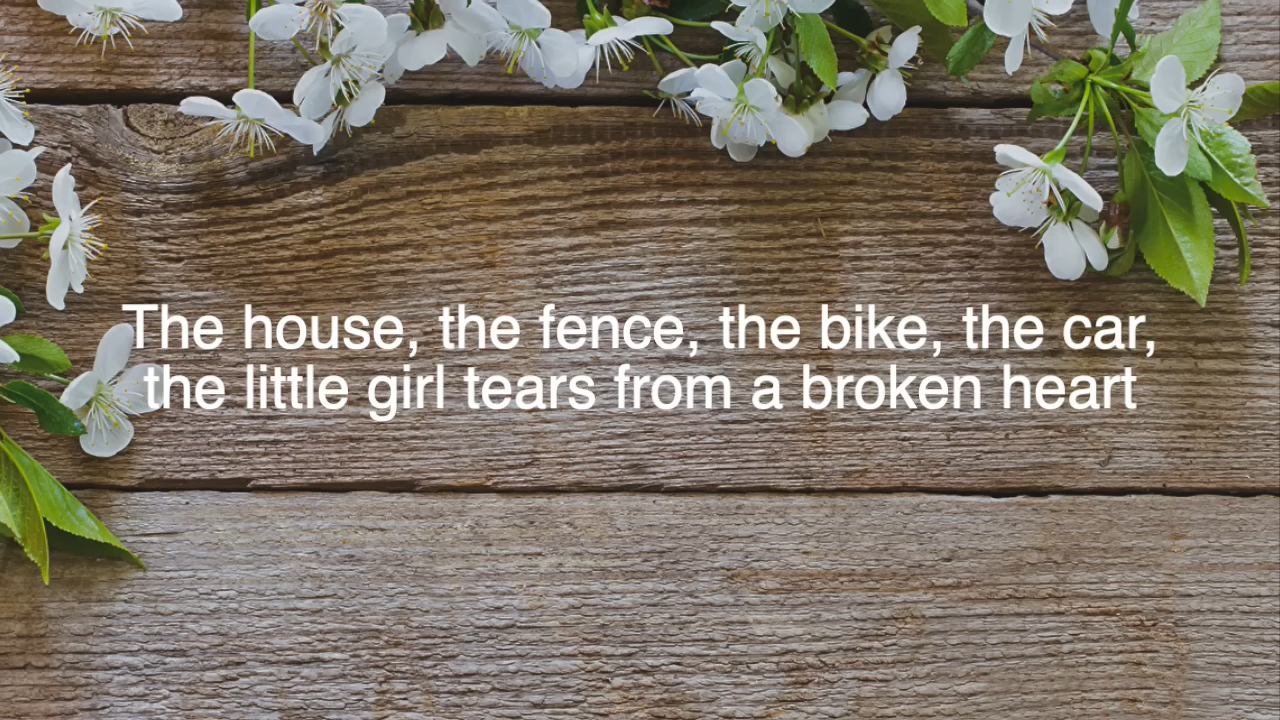 The house, the fence, the bike, the car,
the little girl tears from a broken heart